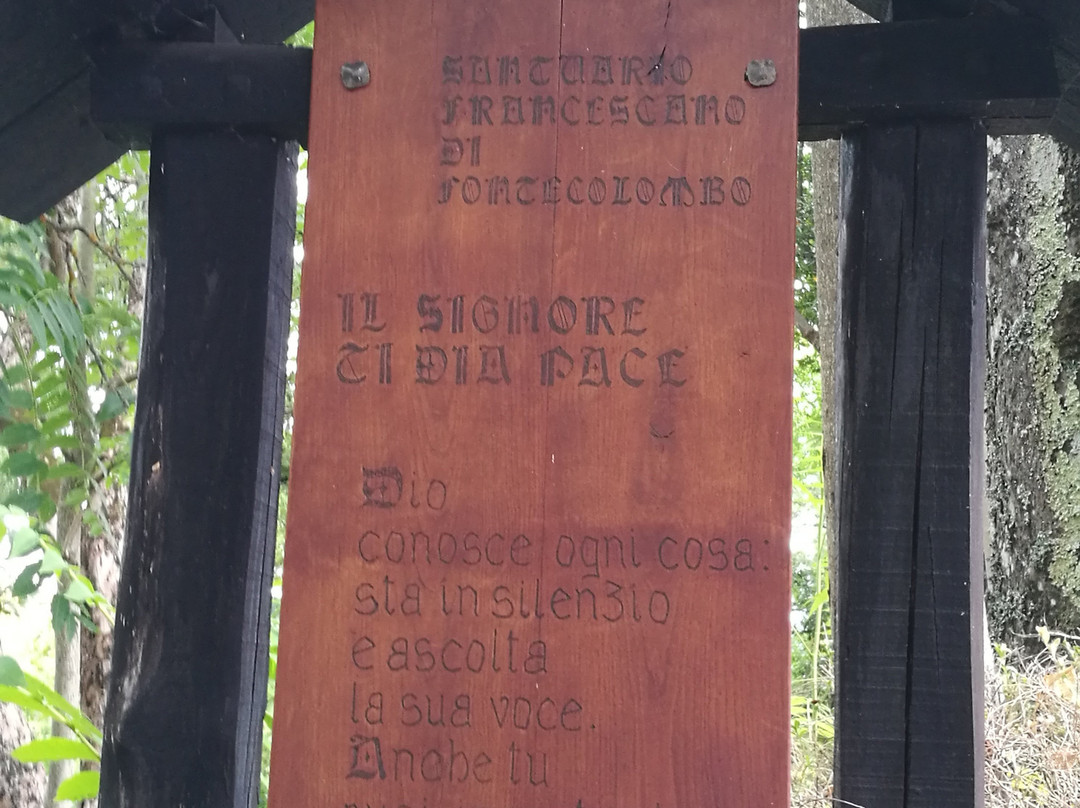 SANTUARIO
FRANCESCANO
DI
FONTECOLOMBO
IL SIGNORE
TI DIA PACE
Dio
conosce ogni cosa:
sta in silenzio
e ascolta
la sua voce.
Anche tu